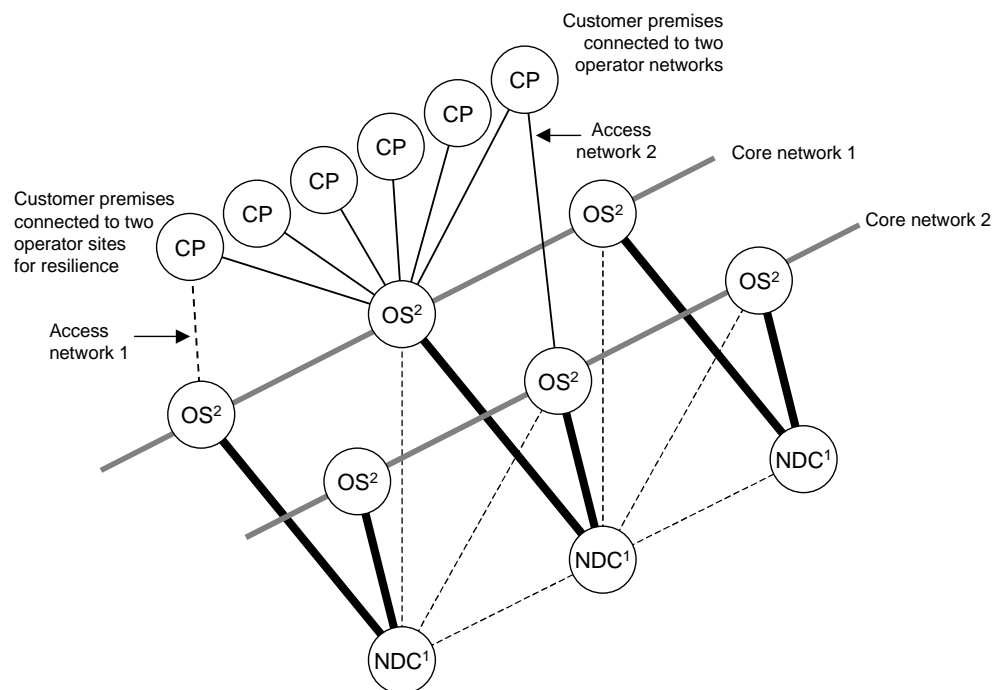 Customer premises
connected to two
operator networks
CP
CP
CP
CP
CP
CP
Access
network 2
Core network 1
Core network 2
Customer premises
connected to two
operator sites
for resilience
Access
network 1
OS²
OS²
OS²
OS²
OS²
OS²
NDC¹
NDC¹
NDC¹